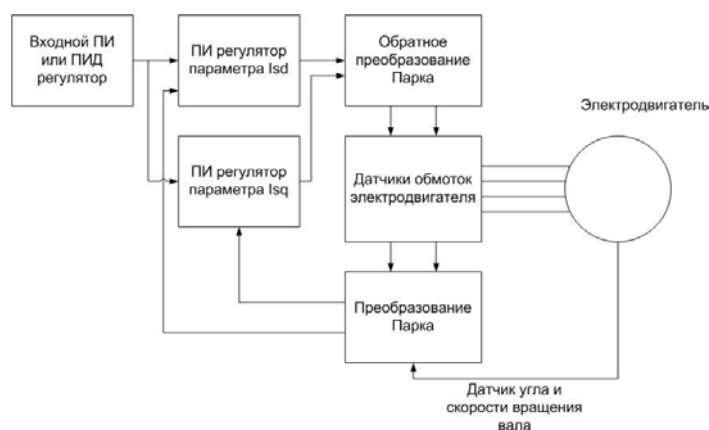 Входной ПИ
или ПИД
регулятор
ПИ регулятор
параметра Isd
Обратное
преобразование
Парка
Электродвигатель
ПИ регулятор
параметра Isq
Датчики обмоток
электродвигателя
Преобразование
Парка
Датчик угла и
скорости вращения
вала